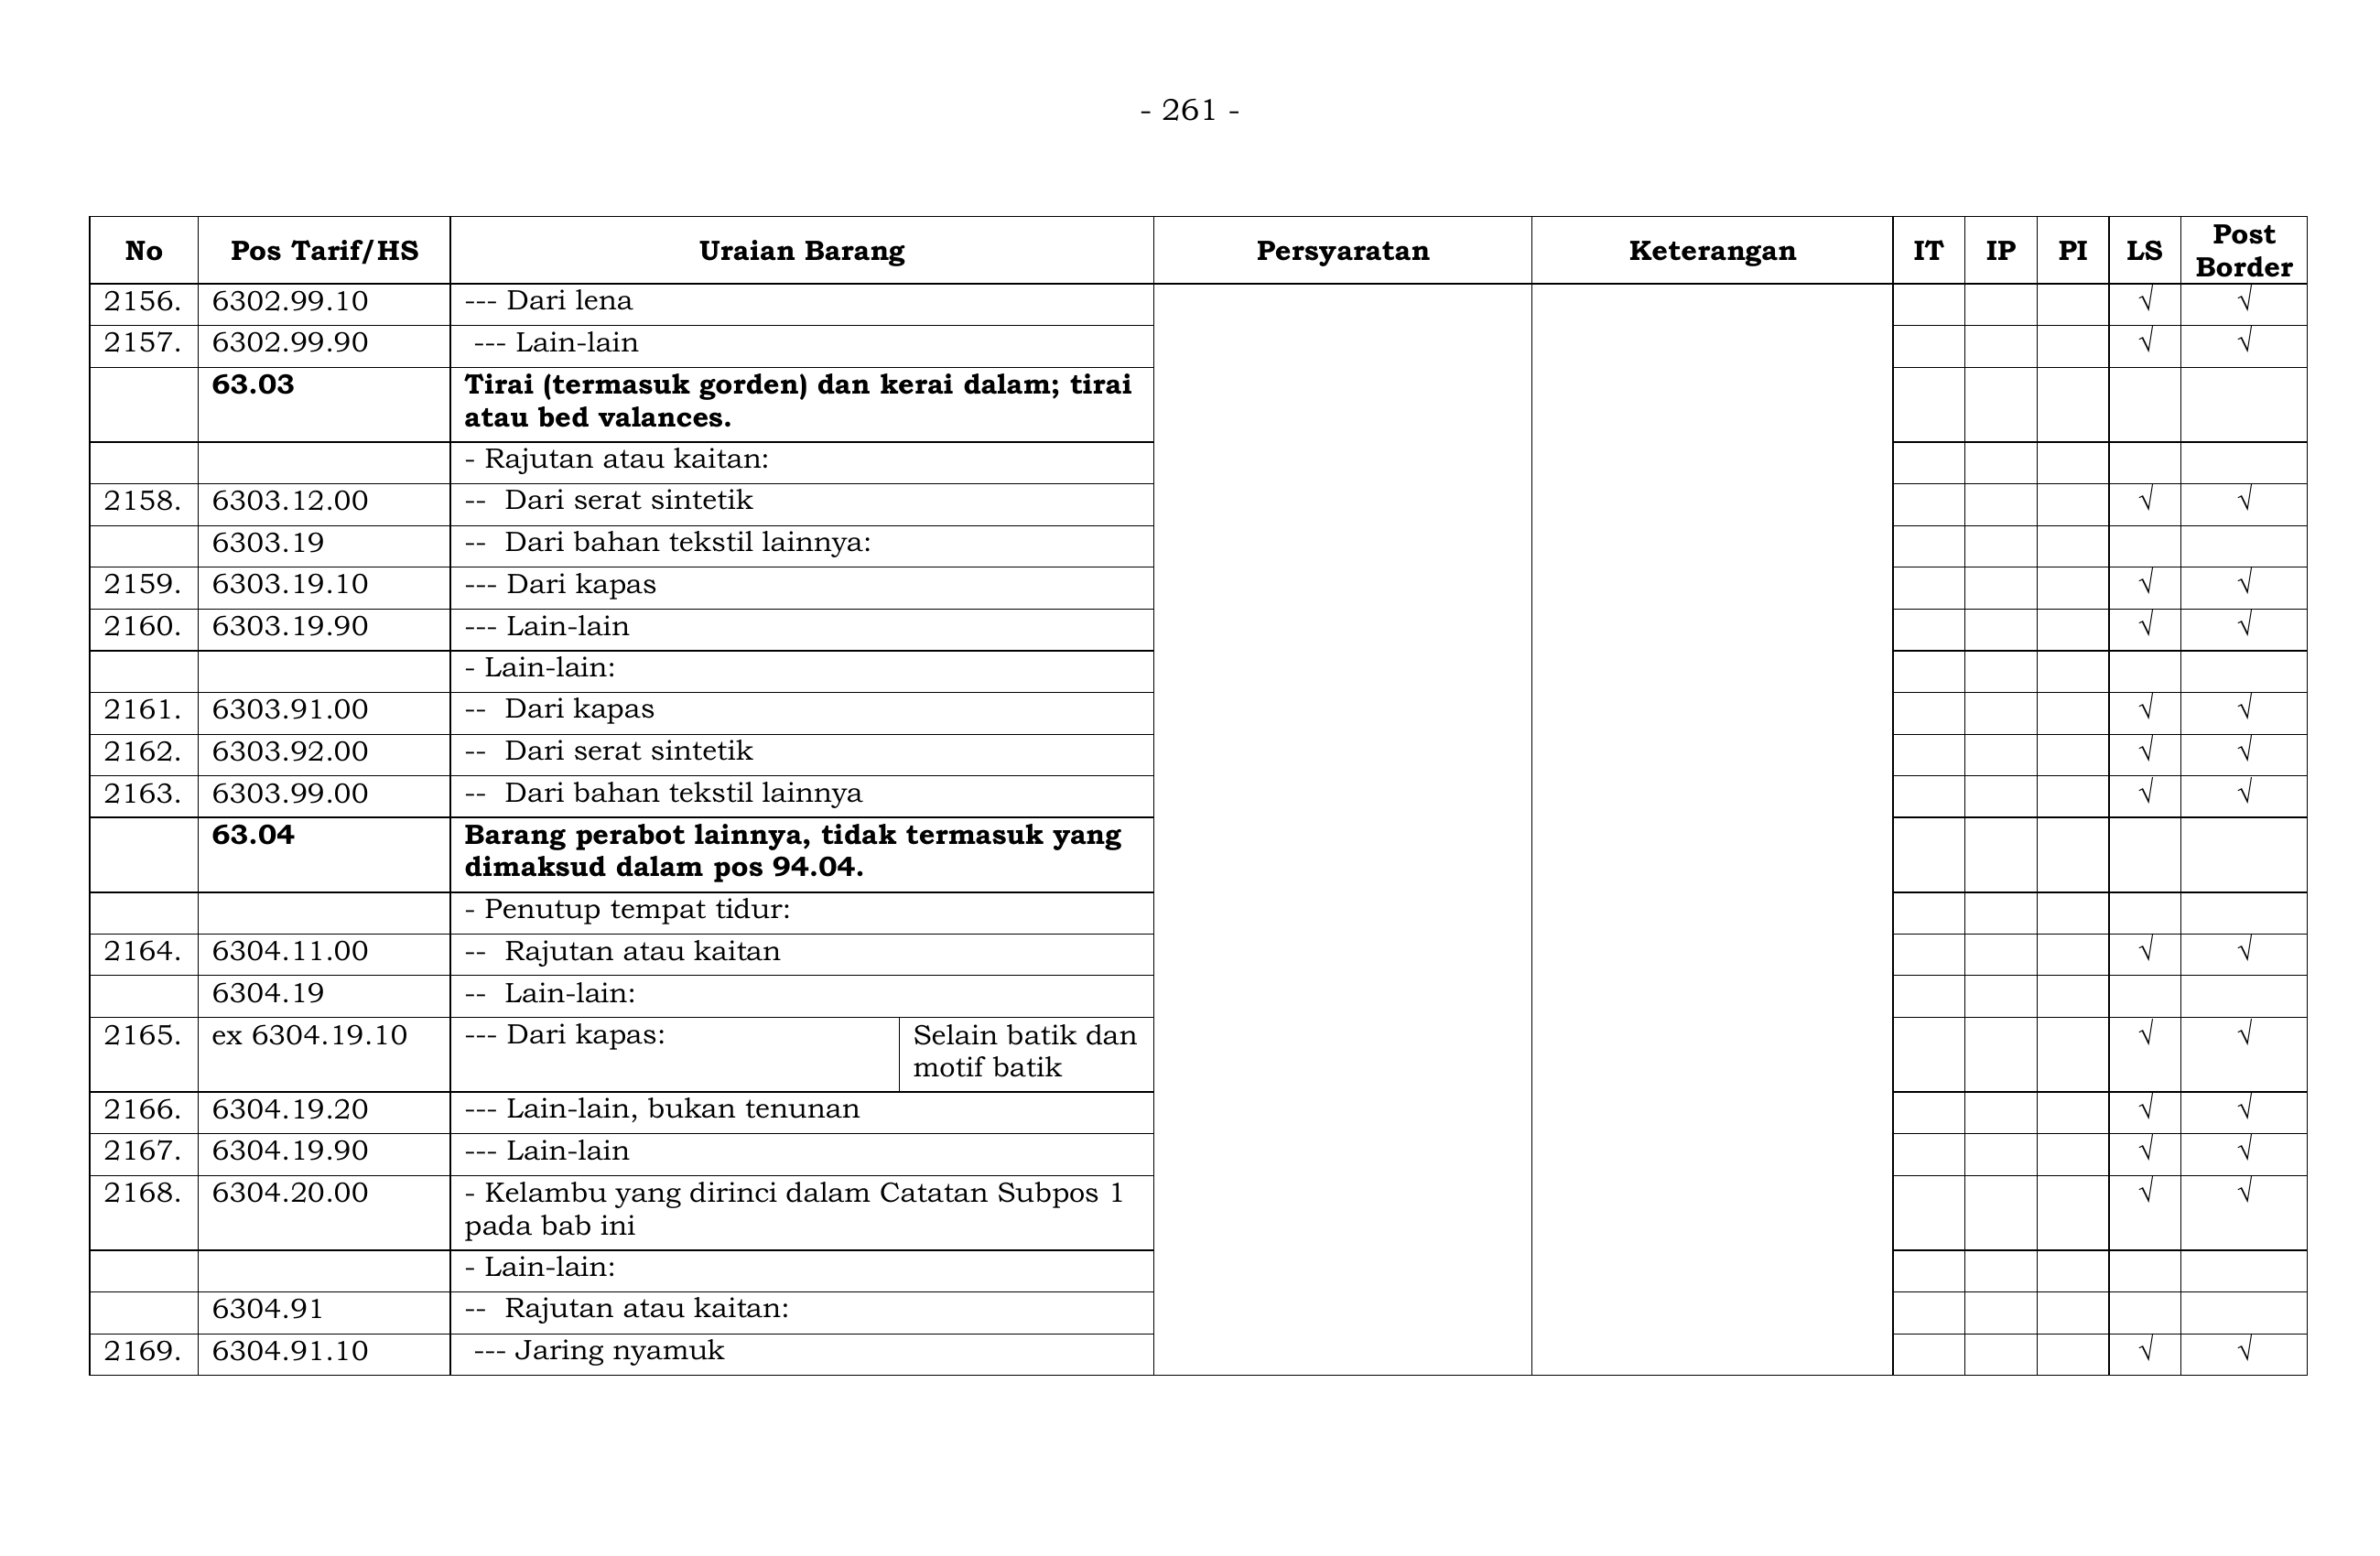 - 261 -
No Pos Tarif/HS Uraian Barang Persyaratan Keterangan IT IP PI LS Post Border
2156. 6302.99.10 --- Dari lena √ √
2157. 6302.99.90 --- Lain-lain √ √
63.03 Tirai (termasuk gorden) dan kerai dalam; tirai
atau bed valances.
- Rajutan atau kaitan:
2158. 6303.12.00 -- Dari serat sintetik √ √
6303.19 -- Dari bahan tekstil lainnya:
2159. 6303.19.10 --- Dari kapas √ √
2160. 6303.19.90 --- Lain-lain √ √
- Lain-lain:
2161. 6303.91.00 -- Dari kapas √ √
2162. 6303.92.00 -- Dari serat sintetik √ √
2163. 6303.99.00 -- Dari bahan tekstil lainnya √ √
63.04 Barang perabot lainnya, tidak termasuk yang
dimaksud dalam pos 94.04.
- Penutup tempat tidur:
2164. 6304.11.00 -- Rajutan atau kaitan √ √
6304.19 -- Lain-lain:
2165. ex 6304.19.10 --- Dari kapas: Selain batik dan √ √
motif batik
2166. 6304.19.20 --- Lain-lain, bukan tenunan √ √
2167. 6304.19.90 --- Lain-lain √ √
2168. 6304.20.00 - Kelambu yang dirinci dalam Catatan Subpos 1 √ √
pada bab ini
- Lain-lain:
6304.91 -- Rajutan atau kaitan:
2169. 6304.91.10 --- Jaring nyamuk √ √